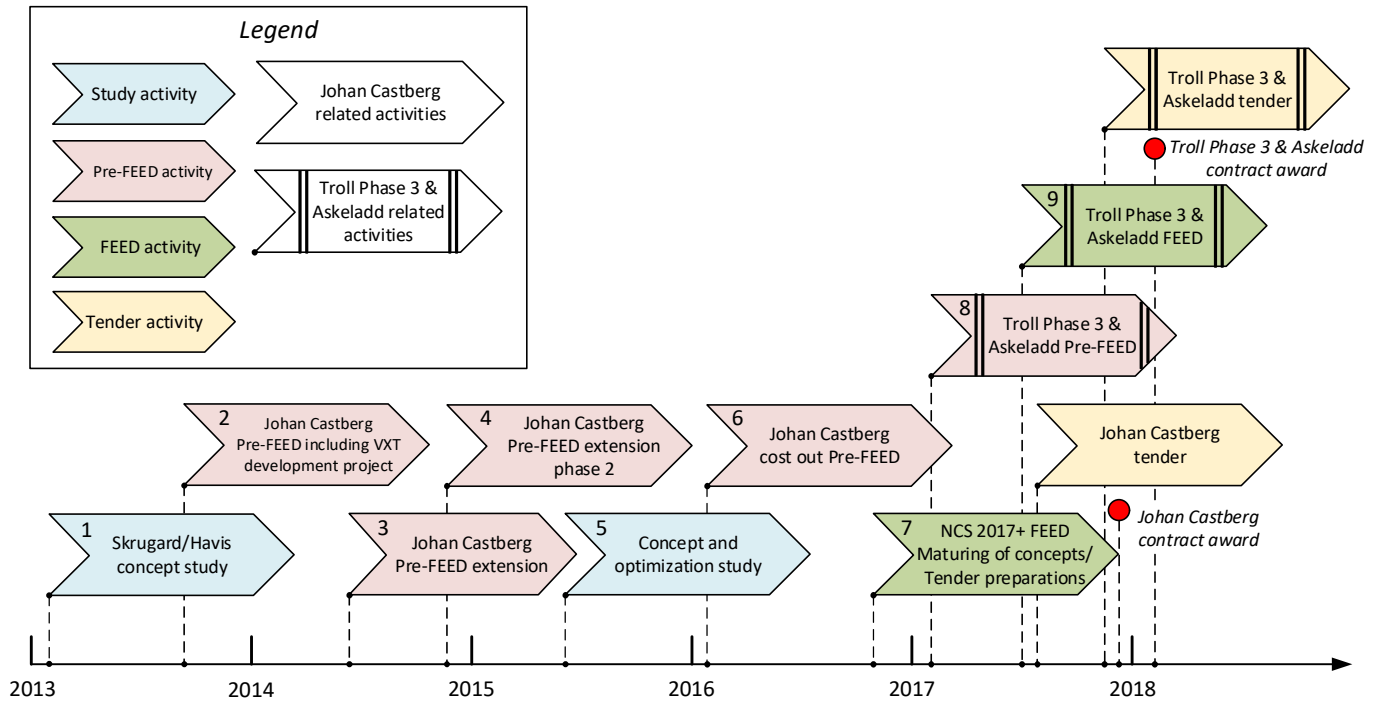 Legend
Study activity
Pre-FEED activity
FEED activity
Tender activity
Johan Castberg
related activities
Troll Phase 3 &
Askeladd related
activities
Troll Phase 3 &
Askeladd tender
Troll Phase 3 & Askeladd
contract award
9
Troll Phase 3 &
Askeladd FEED
8
Troll Phase 3 &
Askeladd Pre-FEED
2
Johan Castberg
Pre-FEED including VXT
development project
4
Johan Castberg
Pre-FEED extension
phase 2
6
Johan Castberg
cost out Pre-FEED
Johan Castberg
tender
1
Skrugard/Havis
concept study
3
Johan Castberg
Pre-FEED extension
5
Concept and
optimization study
7
NCS 2017+ FEED
Maturing of concepts/
Tender preparations
Johan Castberg
contract award
2013
2014
2015
2016
2017
2018